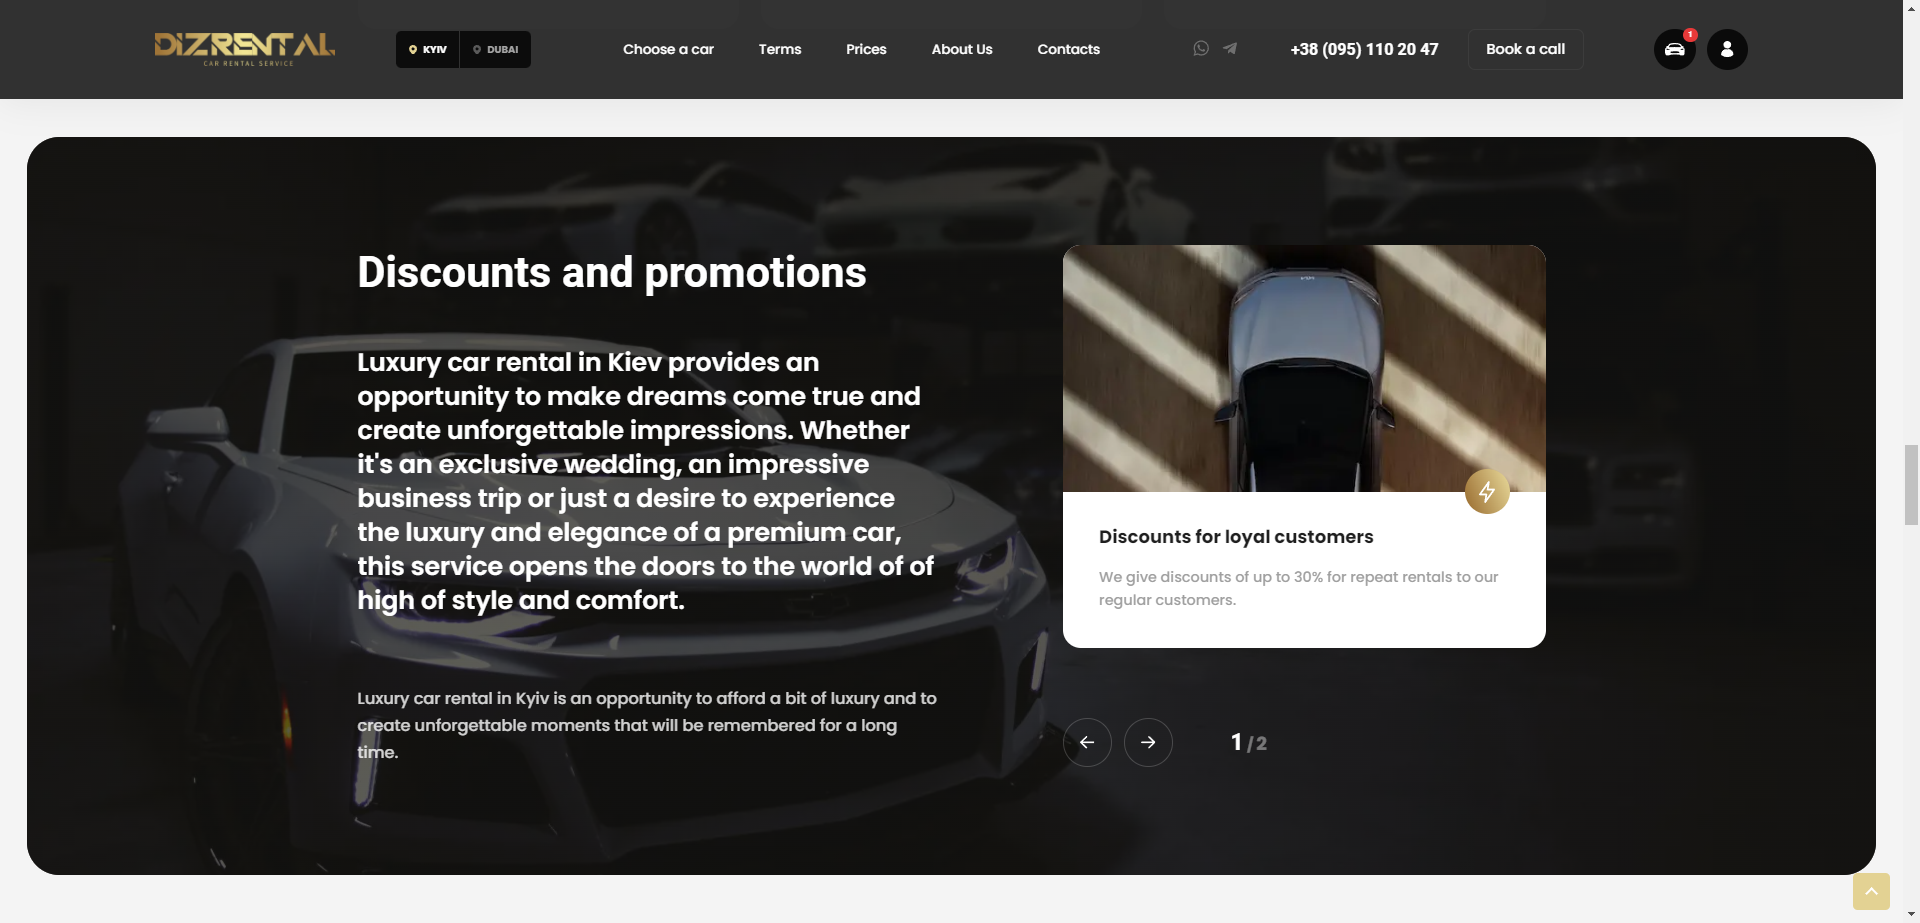 DIZRENTAL
CAR RENTAL SERVICE
KYIV
DUBAI
Choose a car
Terms
Prices
About Us
Contacts
+38 (095) 110 20 47
Book a call
1
Discounts and promotions
Luxury car rental in Kiev provides an
opportunity to make dreams come true and
create unforgettable impressions. Whether
it's an exclusive wedding, an impressive
business trip or just a desire to experience
the luxury and elegance of a premium car,
this service opens the doors to the world of of
high of style and comfort.
Luxury car rental in Kyiv is an opportunity to afford a bit of luxury and to
create unforgettable moments that will be remembered for a long
time.
Discounts for loyal customers
We give discounts of up to 30% for repeat rentals to our
regular customers.
1 / 2